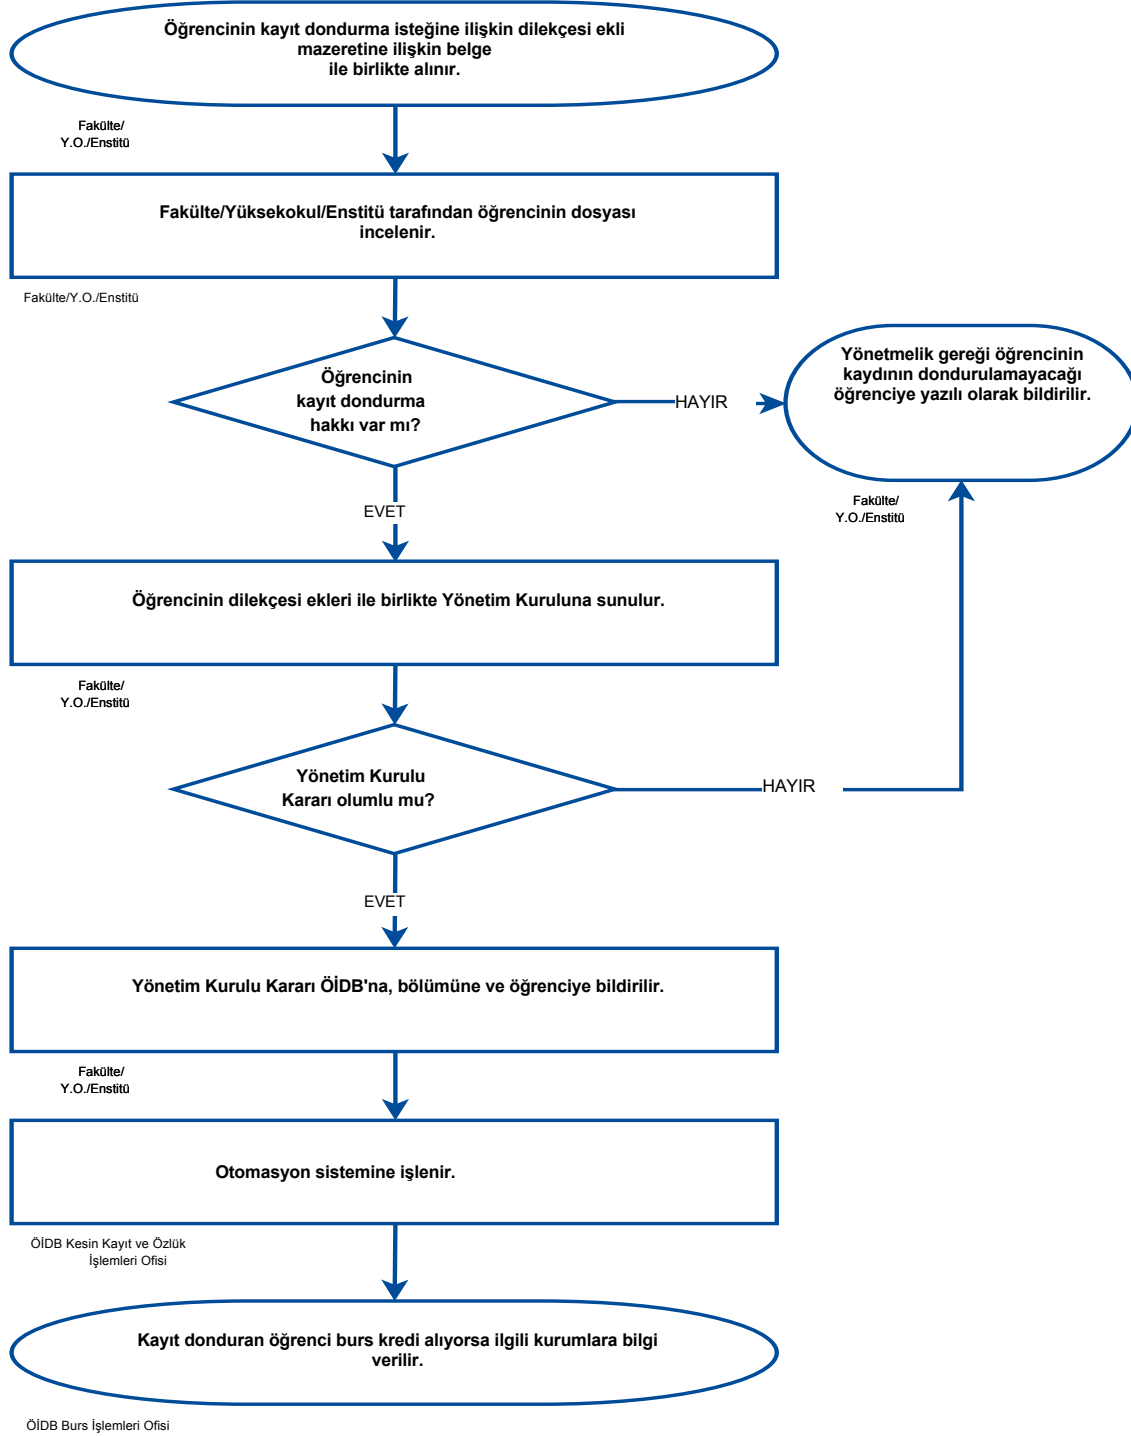 Öğrencinin kayıt dondurma isteğine ilişkin dilekçesi ekli
mazeretine ilişkin belge
ile birlikte alınır.
Fakülte/
Y.O./Enstitü
Fakülte/Yüksekokul/Enstitü tarafından öğrencinin dosyası
incelenir.
Fakülte/Y.O./Enstitü
Öğrencinin
kayıt dondurma
hakkı var mı?
HAYIR
Yönetmelik gereği öğrencinin
kaydının dondurulamayacağı
öğrenciye yazılı olarak bildirilir.
Fakülte/
Y.O./Enstitü
EVET
Öğrencinin dilekçesi ekleri ile birlikte Yönetim Kuruluna sunulur.
Fakülte/
Y.O./Enstitü
Yönetim Kurulu
Kararı olumlu mu?
HAYIR
EVET
Yönetim Kurulu Kararı ÖİDB'na, bölümüne ve öğrenciye bildirilir.
Fakülte/
Y.O./Enstitü
Otomasyon sistemine işlenir.
ÖİDB Kesin Kayıt ve Özlük
İşlemleri Ofisi
Kayıt donduran öğrenci burs kredi alıyorsa ilgili kurumlara bilgi
verilir.
ÖİDB Burs İşlemleri Ofisi